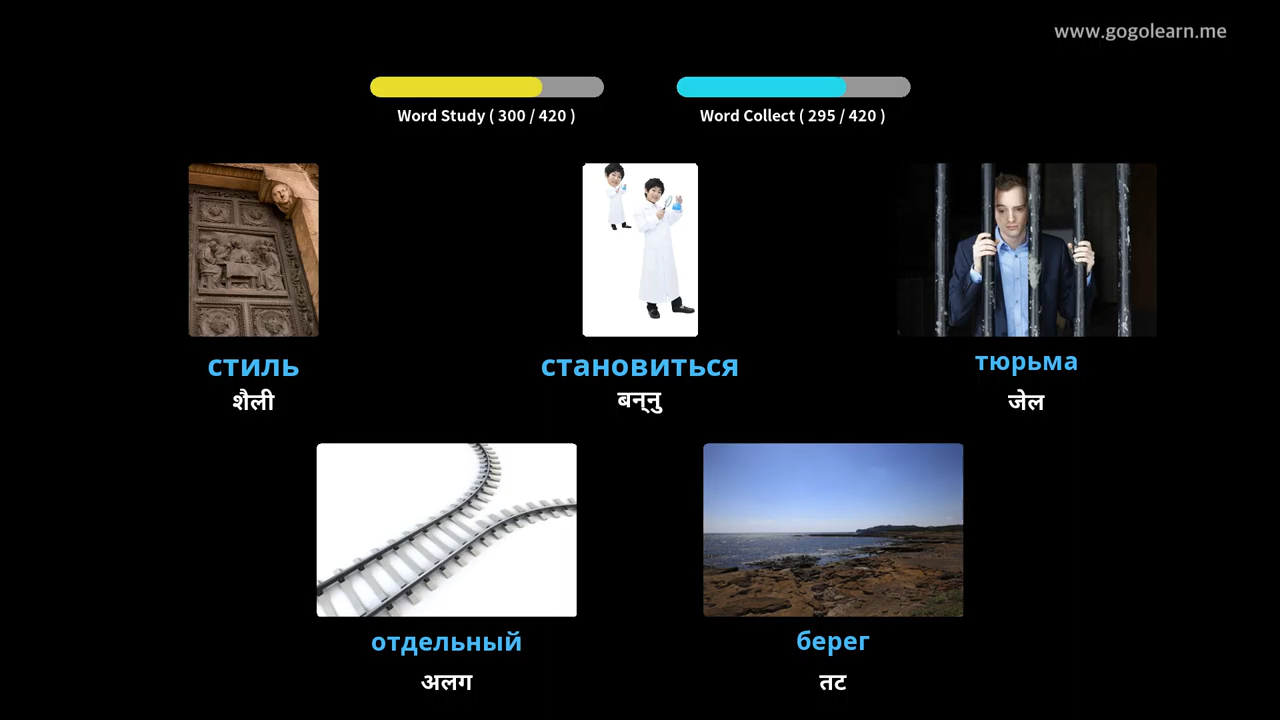 www.gogolearn.me
Word Study ( 300 / 420 )
Word Collect ( 295 / 420 )
стиль
становиться
тюрьма
शैली
बन्नु
जेल
отдельный
берег
अलग
तट